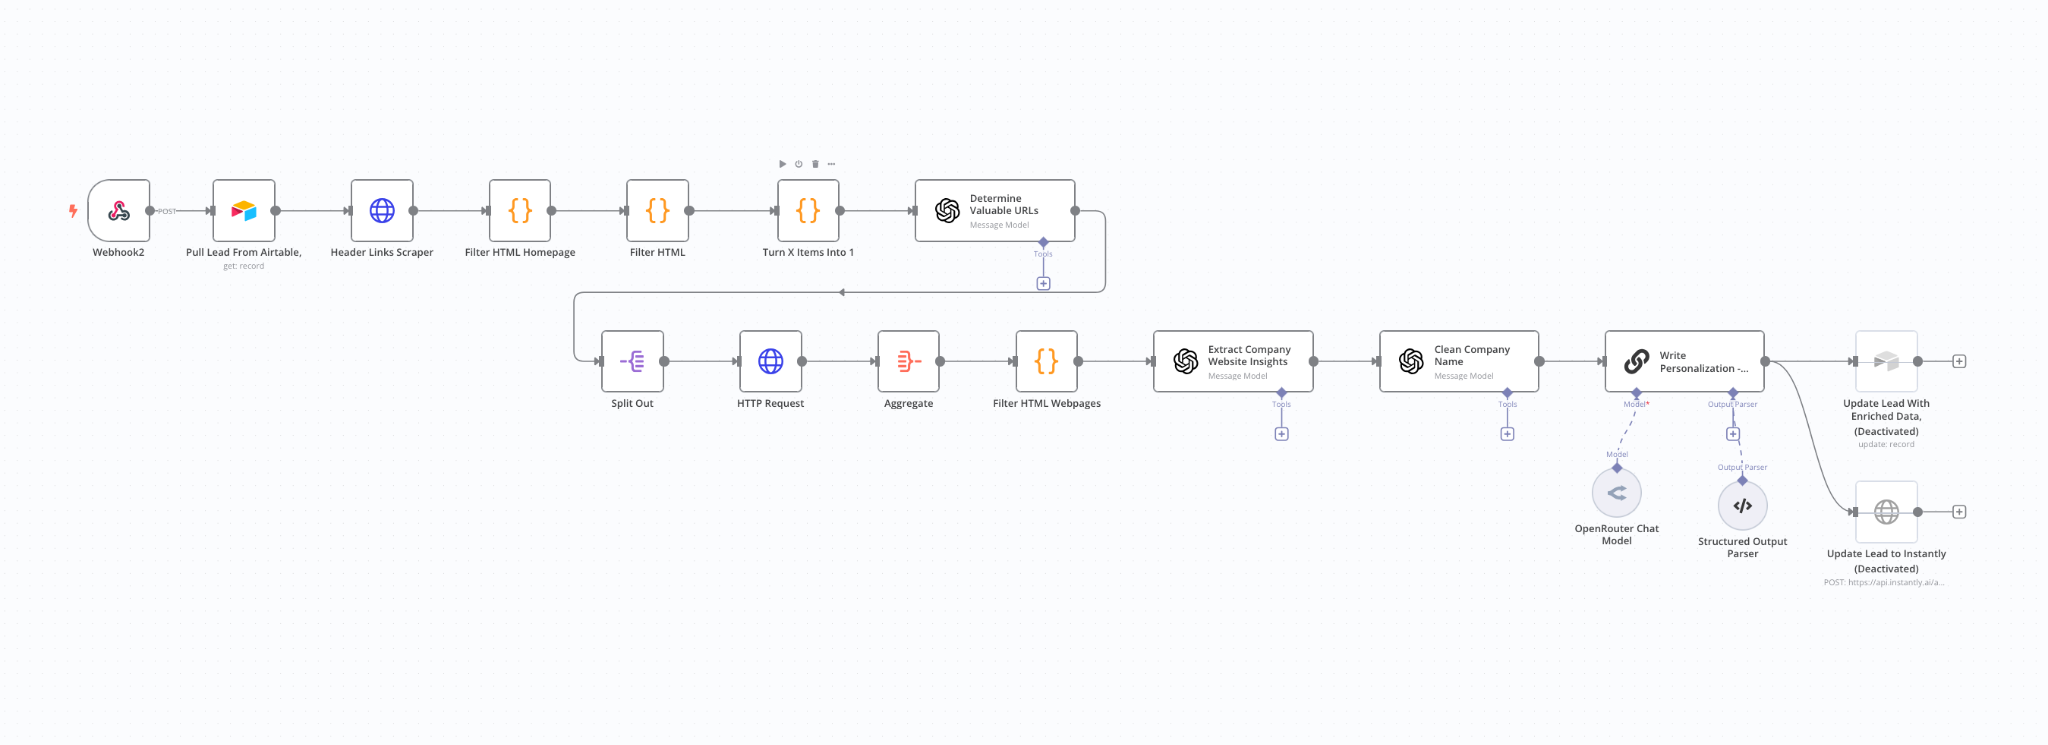 POST
Webhook2
Pull Lead From Airtable,
get: record
Header Links Scraper
Filter HTML Homepage
Filter HTML
Turn X Items Into 1
Determine
Valuable URLs
Message Model
Tools
Split Out
HTTP Request
Aggregate
Filter HTML Webpages
Extract Company
Website Insights
Message Model
Tools
Clean Company
Name
Message Model
Tools
Write
Personalization -...
Model*
Output Parser
Model
OpenRouter Chat
Model
Output Parser
Structured Output
Parser
Update Lead With
Enriched Data,
(Deactivated)
update: record
Update Lead to Instantly
(Deactivated)
POST: https://api.instantly.ai/a...